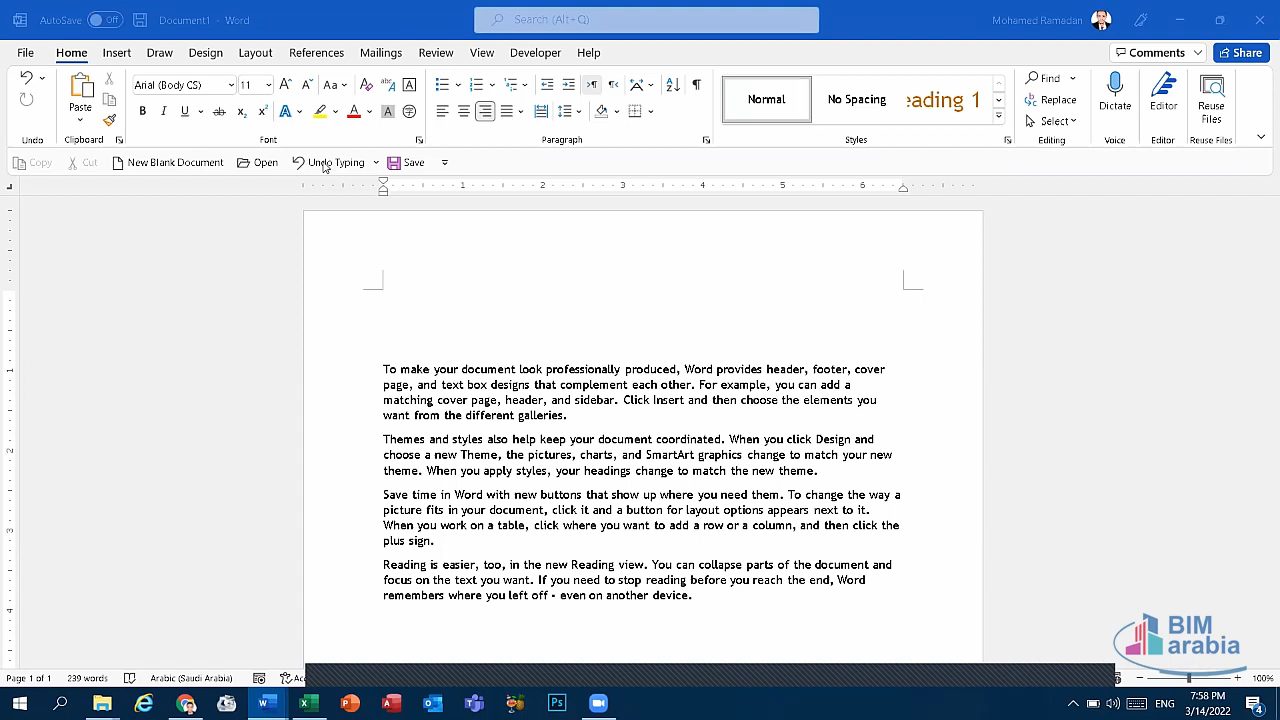 AutoSave Off Document1 - Word Search (Alt+Q) Mohamed Ramadan
File Home Insert Draw Design Layout References Mailings Review View Developer Help Comments Share
Arial (Body CS) 11 Aa Normal No Spacing eading 1 Find
Paste Replace Dictate Editor Reuse Files
B I U ab x₂ x² A A A Select
Undo Clipboard Font Paragraph Styles Editing Voice Editor Reuse Files
Copy Cut New Blank Document Open Undo Typing Save
1 2 3 4 5 6
To make your document look professionally produced, Word provides header, footer, cover
page, and text box designs that complement each other. For example, you can add a
matching cover page, header, and sidebar. Click Insert and then choose the elements you
want from the different galleries.
Themes and styles also help keep your document coordinated. When you click Design and
choose a new Theme, the pictures, charts, and SmartArt graphics change to match your new
theme. When you apply styles, your headings change to match the new theme.
Save time in Word with new buttons that show up where you need them. To change the way a
picture fits in your document, click it and a button for layout options appears next to it.
When you work on a table, click where you want to add a row or a column, and then click the
plus sign.
Reading is easier, too, in the new Reading view. You can collapse parts of the document and
focus on the text you want. If you need to stop reading before you reach the end, Word
remembers where you left off - even on another device.
BIM
arabia
Page 1 of 1 239 words Arabic (Saudi Arabia) Acc 100%
ENG 7:58 PM
3/14/2022 4